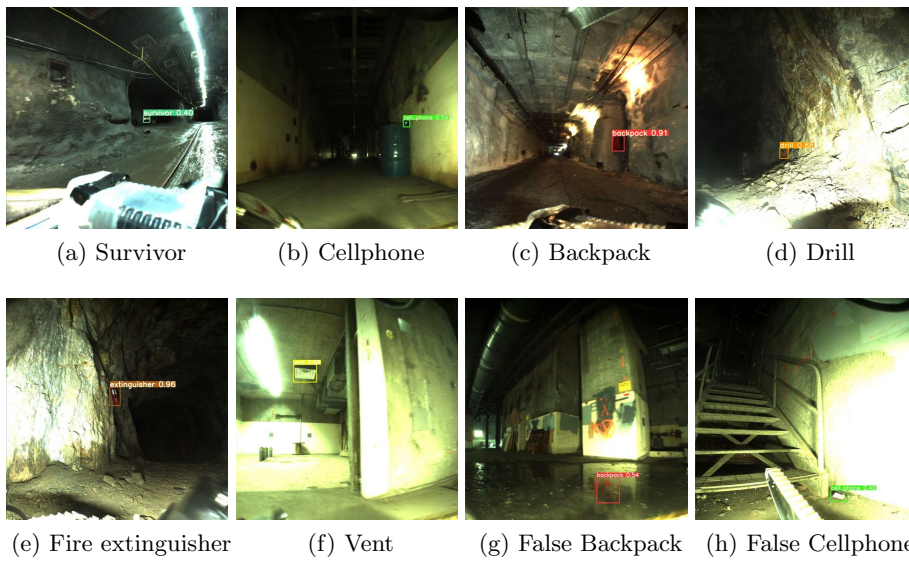 survivor 0.40
backpack 0.91
(a) Survivor
(b) Cellphone
(c) Backpack
(d) Drill
extinguisher 0.96
backpack 0.54
(e) Fire extinguisher
(f) Vent
(g) False Backpack
(h) False Cellphone